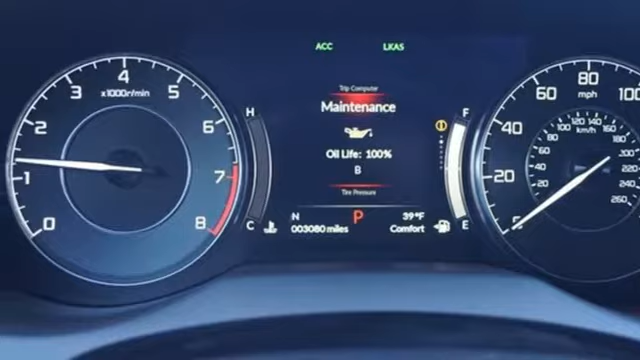 ACC LKAS
Trip Computer
Maintenance
Oil Life: 100%
B
Tire Pressure
N P 39°F
003080 miles Comfort
H
C
F
E
0
1
2
3
4
5
6
7
8
x1000r/min
0
20
40
60
80
100
mph
20
40
60
80
100
120
140
160
180
200
220
240
260
km/h